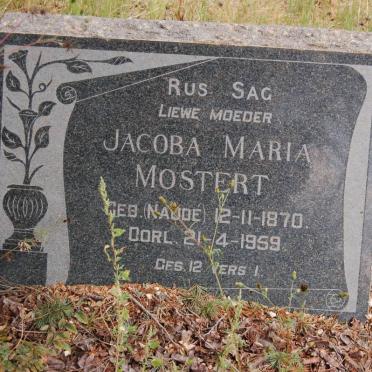 RUS SAG
LIEWE MOEDER
JACOBA MARIA
MOSTERT
GEB (NAUDE) 12-11-1870.
OORL. 21-4-1959.
GES. 12 VERS 1.